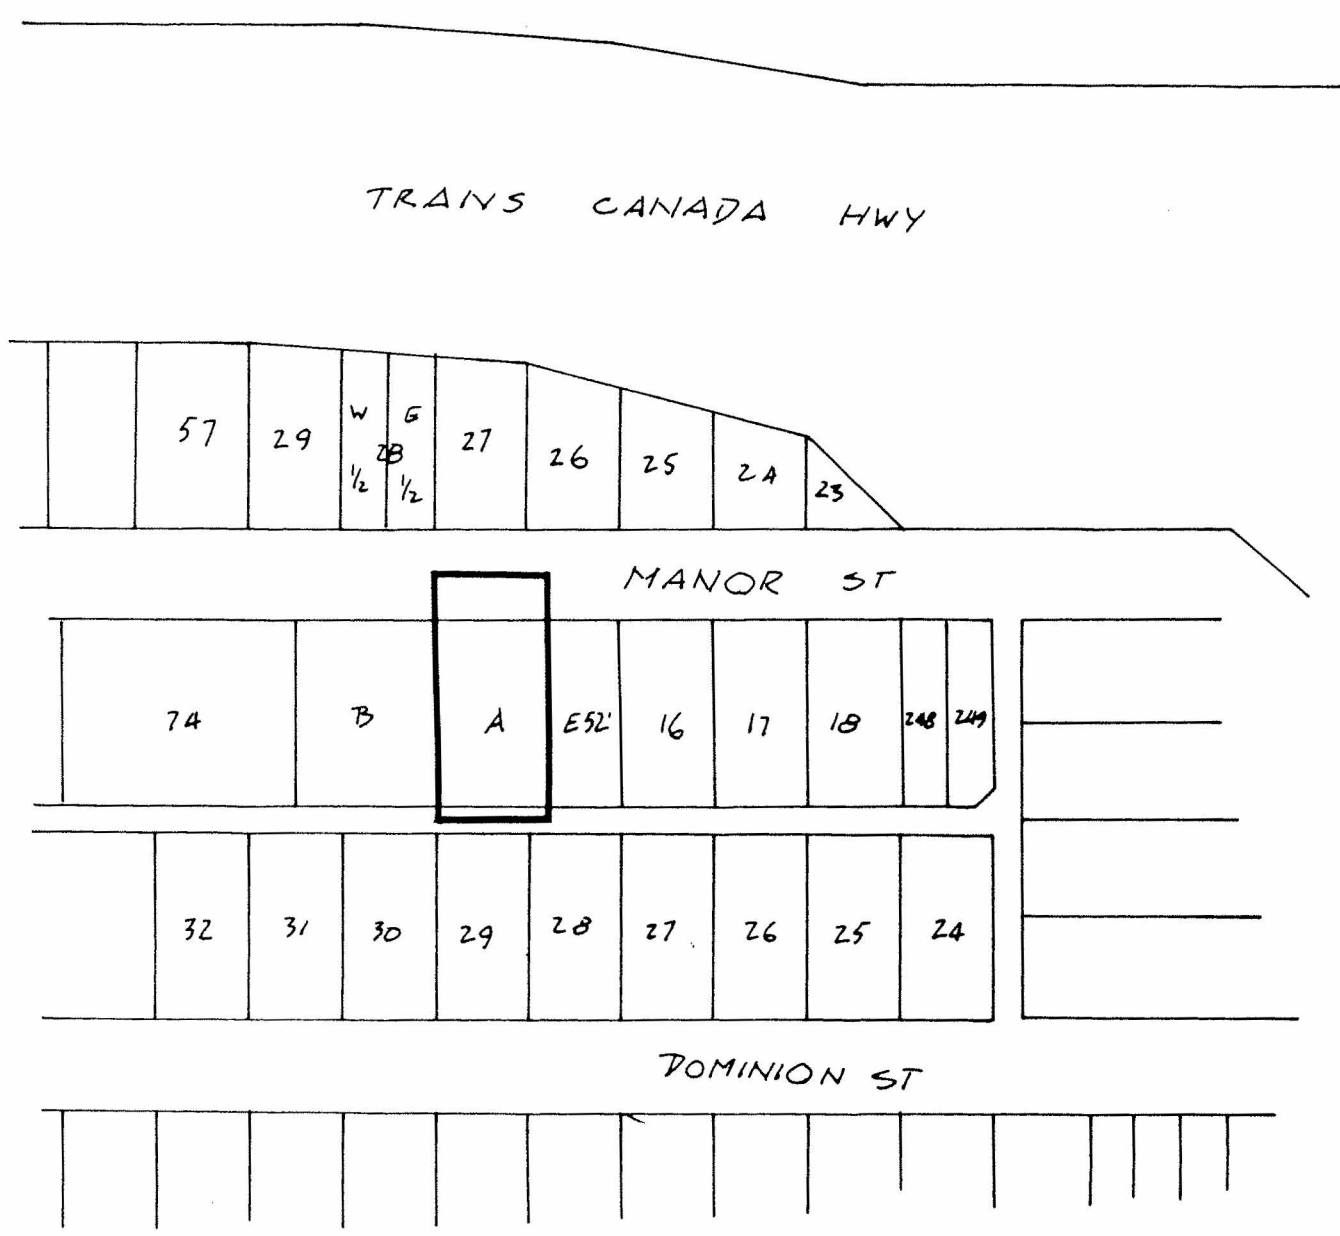 TRANS CANADA HWY
57 29 W E 27 26 25 24 23
28
1/2 1/2
MANOR ST
74 B A E52' 16 17 18 248 249
32 31 30 29 28 27 26 25 24
DOMINION ST